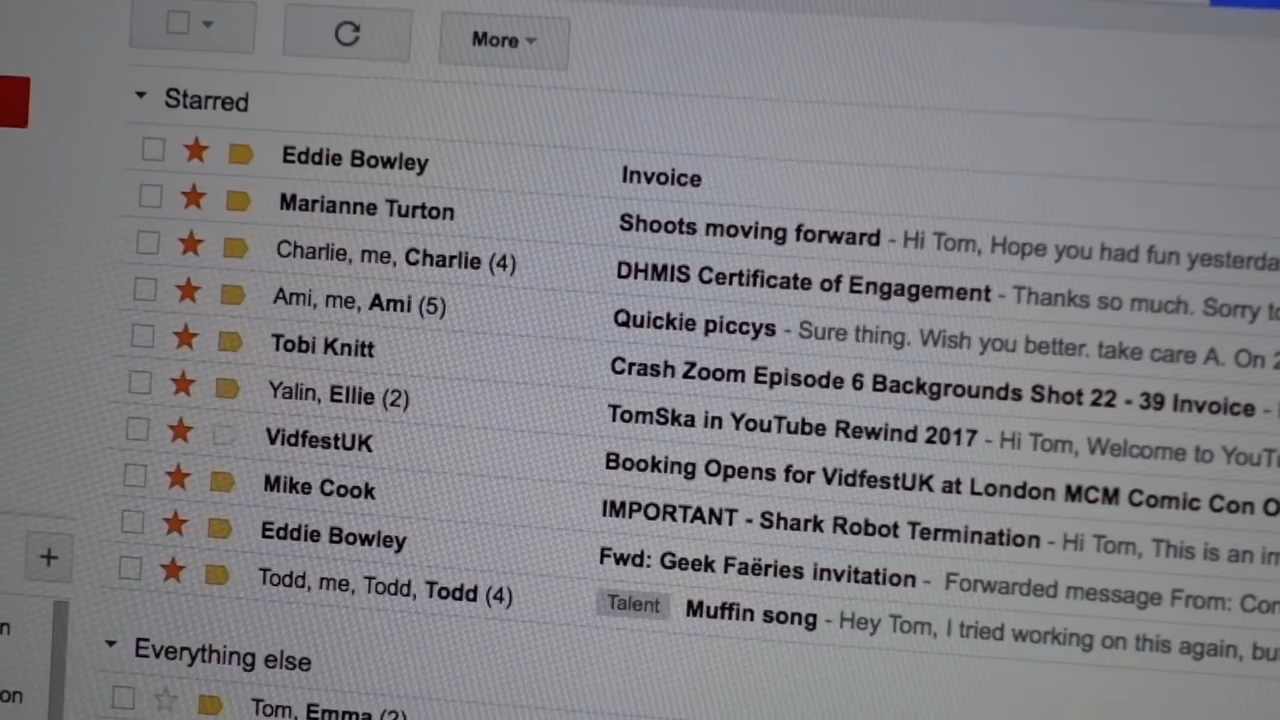 More
Starred
Eddie Bowley Invoice
Marianne Turton Shoots moving forward - Hi Tom, Hope you had fun yesterda
Charlie, me, Charlie (4) DHMIS Certificate of Engagement - Thanks so much. Sorry to
Ami, me, Ami (5) Quickie piccys - Sure thing. Wish you better. take care A. On 2
Tobi Knitt Crash Zoom Episode 6 Backgrounds Shot 22 - 39 Invoice -
Yalin, Ellie (2) TomSka in YouTube Rewind 2017 - Hi Tom, Welcome to YouT
VidfestUK Booking Opens for VidfestUK at London MCM Comic Con O
Mike Cook IMPORTANT - Shark Robot Termination - Hi Tom, This is an im
Eddie Bowley Fwd: Geek Faëries invitation - Forwarded message From: Con
Todd, me, Todd, Todd (4) Talent Muffin song - Hey Tom, I tried working on this again, bu
n
Everything else
on
Tom, Emma (2)